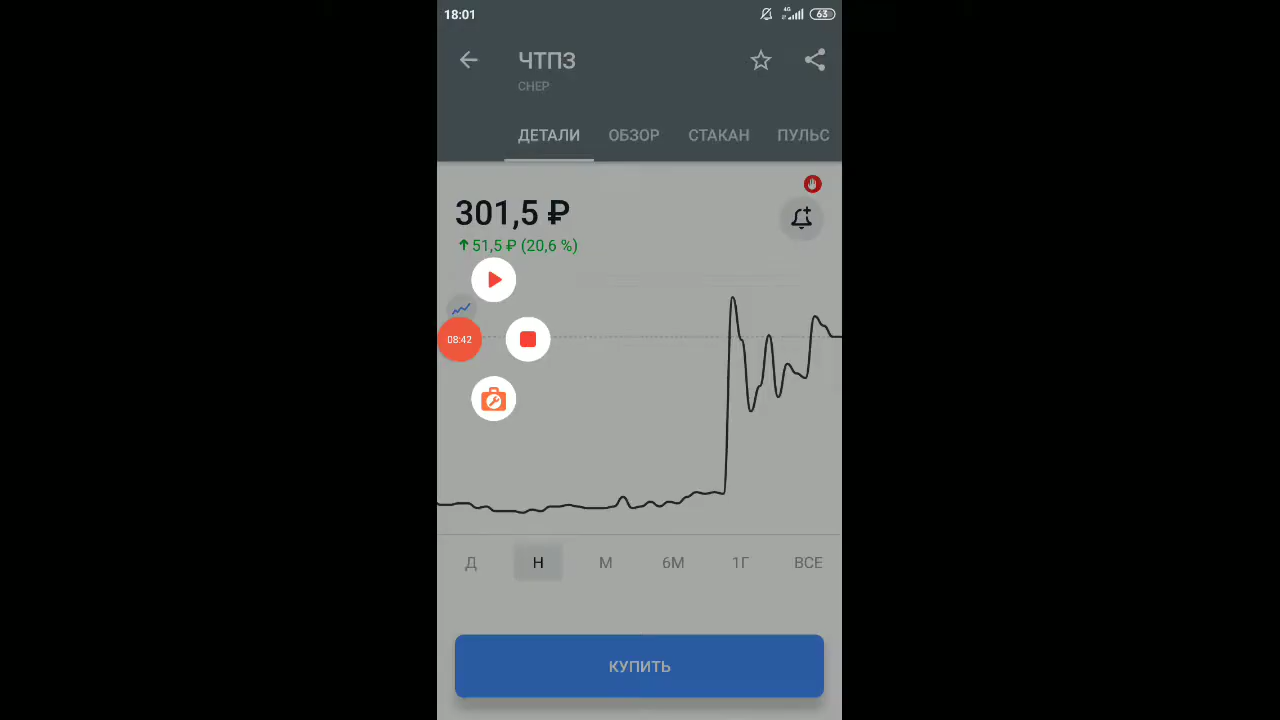 18:01
4G
63
ЧТПЗ
CHEP
ДЕТАЛИ ОБЗОР СТАКАН ПУЛЬС
301,5 ₽
51,5 ₽ (20,6 %)
08:42
Д Н М 6М 1Г ВСЕ
КУПИТЬ